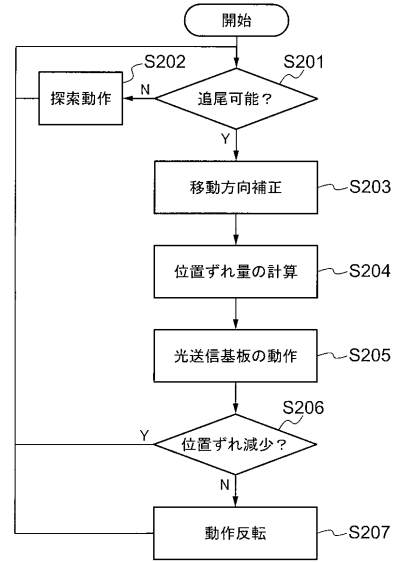 開始
S201
追尾可能？
N
S202
探索動作
Y
移動方向補正
S203
位置ずれ量の計算
S204
光送信基板の動作
S205
S206
位置ずれ減少？
Y
N
動作反転
S207